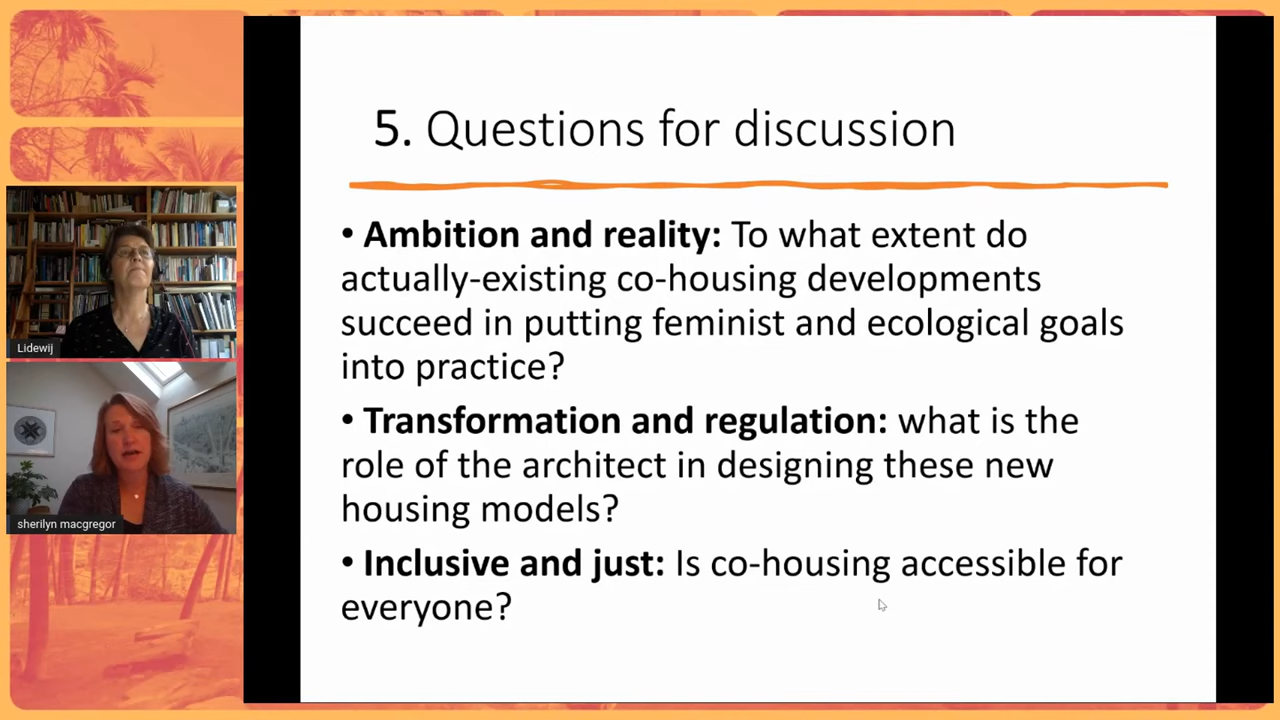 5. Questions for discussion
• Ambition and reality: To what extent do
actually-existing co-housing developments
succeed in putting feminist and ecological goals
into practice?
• Transformation and regulation: what is the
role of the architect in designing these new
housing models?
• Inclusive and just: Is co-housing accessible for
everyone?
Lidewij
sherilyn macgregor